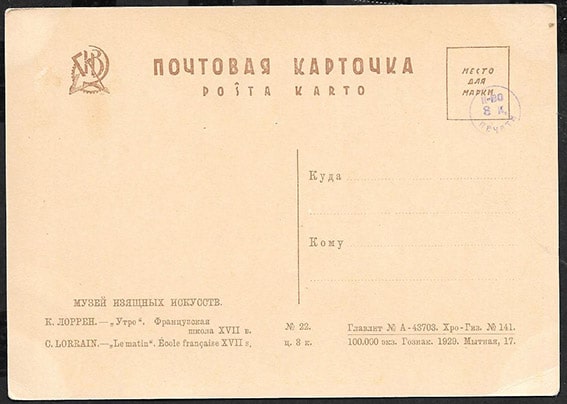 ПОЧТОВАЯ КАРТОЧКА
POŜTA KARTO
МЕСТО
ДЛЯ
МАРКИ
8 к.
Куда
Кому
МУЗЕЙ ИЗЯЩНЫХ ИСКУССТВ.
К. ЛОРРЕН.—„Утро“. Французская
школа XVII в.
C. LORRAIN.—„Le matin“. École française XVII s.
№ 22.
ц. 8 к.
Главлит № А-43703. Хро-Гиз. № 141.
100.000 экз. Гознак. 1929. Мытная, 17.